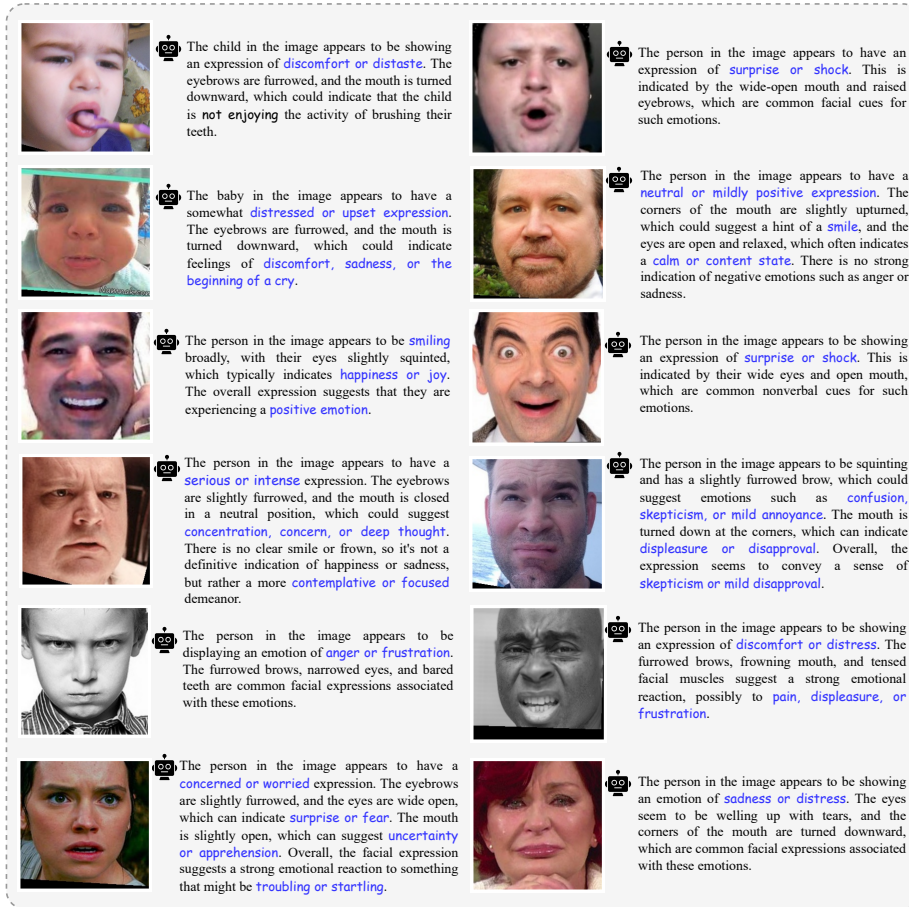 The child in the image appears to be showing
an expression of discomfort or distaste. The
eyebrows are furrowed, and the mouth is turned
downward, which could indicate that the child
is not enjoying the activity of brushing their
teeth.
The baby in the image appears to have a
somewhat distressed or upset expression.
The eyebrows are furrowed, and the mouth is
turned downward, which could indicate
feelings of discomfort, sadness, or the
beginning of a cry.
The person in the image appears to be smiling
broadly, with their eyes slightly squinted,
which typically indicates happiness or joy.
The overall expression suggests that they are
experiencing a positive emotion.
The person in the image appears to have a
serious or intense expression. The eyebrows
are slightly furrowed, and the mouth is closed
in a neutral position, which could suggest
concentration, concern, or deep thought.
There is no clear smile or frown, so it's not a
definitive indication of happiness or sadness,
but rather a more contemplative or focused
demeanor.
The person in the image appears to be
displaying an emotion of anger or frustration.
The furrowed brows, narrowed eyes, and bared
teeth are common facial expressions associated
with these emotions.
The person in the image appears to have a
concerned or worried expression. The eyebrows
are slightly furrowed, and the eyes are wide open,
which can indicate surprise or fear. The mouth
is slightly open, which can suggest uncertainty
or apprehension. Overall, the facial expression
suggests a strong emotional reaction to something
that might be troubling or startling.
The person in the image appears to have an
expression of surprise or shock. This is
indicated by the wide-open mouth and raised
eyebrows, which are common facial cues for
such emotions.
The person in the image appears to have a
neutral or mildly positive expression. The
corners of the mouth are slightly upturned,
which could suggest a hint of a smile, and the
eyes are open and relaxed, which often indicates
a calm or content state. There is no strong
indication of negative emotions such as anger or
sadness.
The person in the image appears to be showing
an expression of surprise or shock. This is
indicated by their wide eyes and open mouth,
which are common nonverbal cues for such
emotions.
The person in the image appears to be squinting
and has a slightly furrowed brow, which could
suggest emotions such as confusion,
skepticism, or mild annoyance. The mouth is
turned down at the corners, which can indicate
displeasure or disapproval. Overall, the
expression seems to convey a sense of
skepticism or mild disapproval.
The person in the image appears to be showing
an expression of discomfort or distress. The
furrowed brows, frowning mouth, and tensed
facial muscles suggest a strong emotional
reaction, possibly to pain, displeasure, or
frustration.
The person in the image appears to be showing
an emotion of sadness or distress. The eyes
seem to be welling up with tears, and the
corners of the mouth are turned downward,
which are common facial expressions associated
with these emotions.